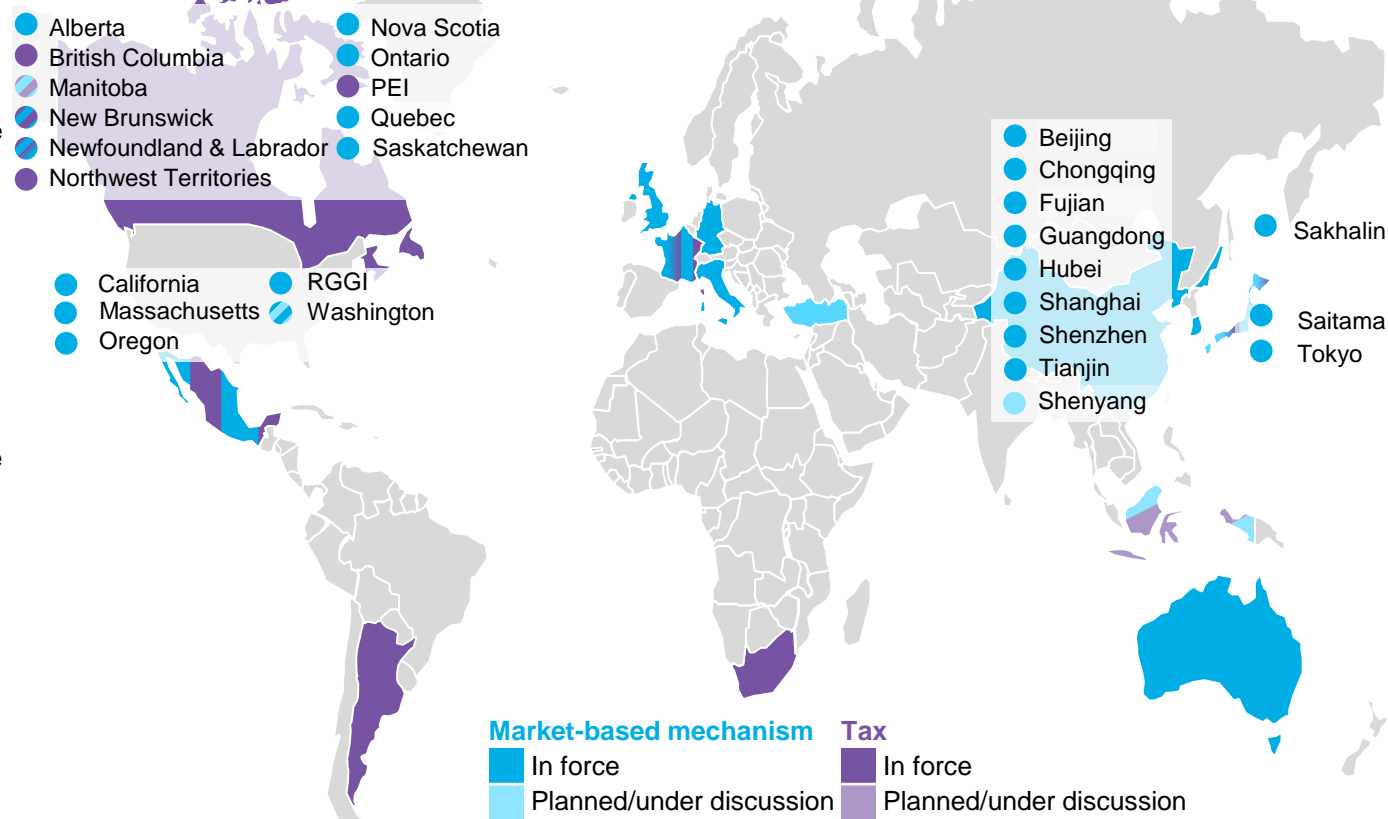 Alberta
British Columbia
Manitoba
New Brunswick
Newfoundland & Labrador
Northwest Territories
Nova Scotia
Ontario
PEI
Quebec
Saskatchewan
California
Massachusetts
Oregon
RGGI
Washington
Beijing
Chongqing
Fujian
Guangdong
Hubei
Shanghai
Shenzhen
Tianjin
Shenyang
Sakhalin
Saitama
Tokyo
Market-based mechanism
In force
Planned/under discussion
Tax
In force
Planned/under discussion